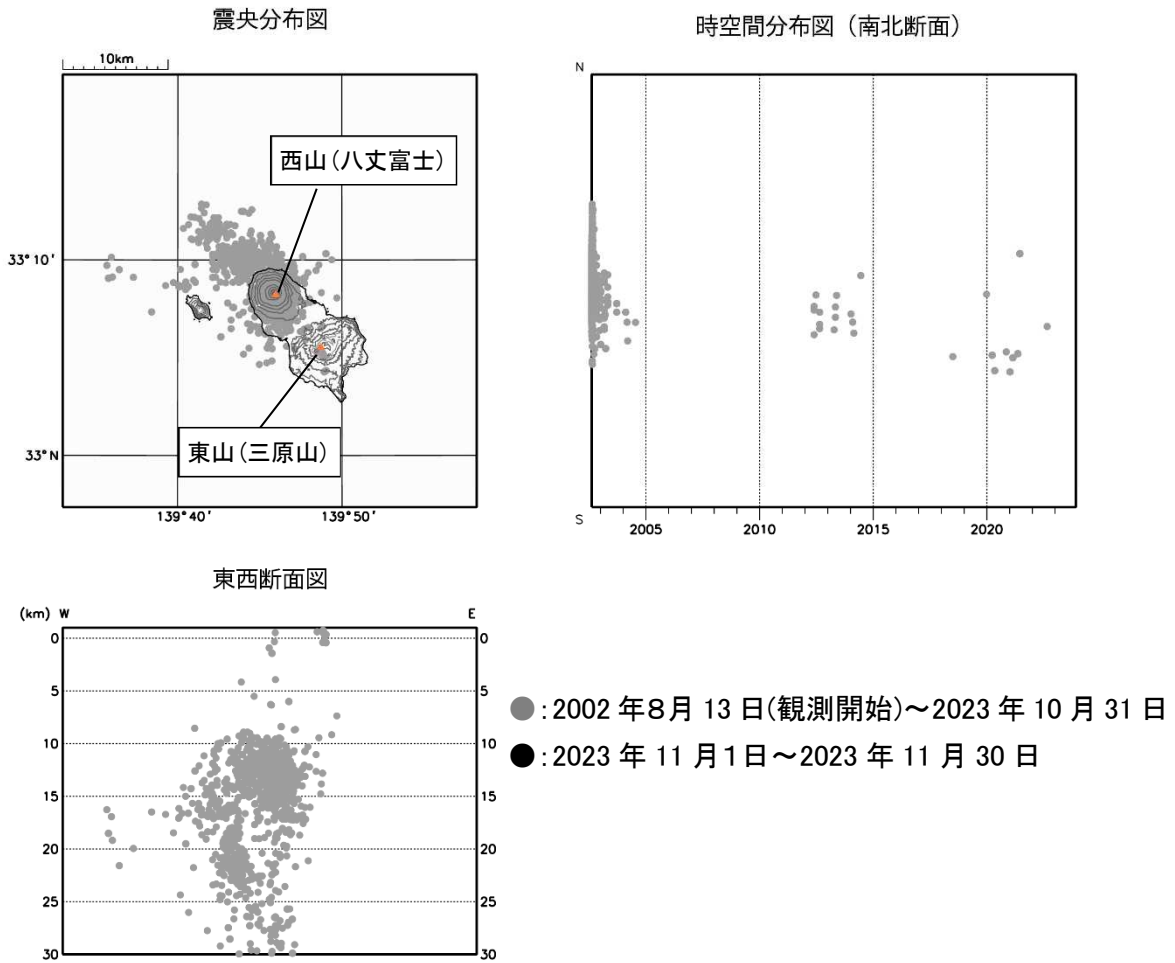 震央分布図
時空間分布図（南北断面）
10km
N
西山（八丈富士）
33°10′
東山（三原山）
33°N
139°40′
139°50′
S
2005
2010
2015
2020
東西断面図
(km) W
E
0
0
5
5
10
10
15
15
20
20
25
25
30
30
●：2002 年８月 13 日(観測開始)～2023 年 10 月 31 日
●：2023 年 11 月１日～2023 年 11 月 30 日